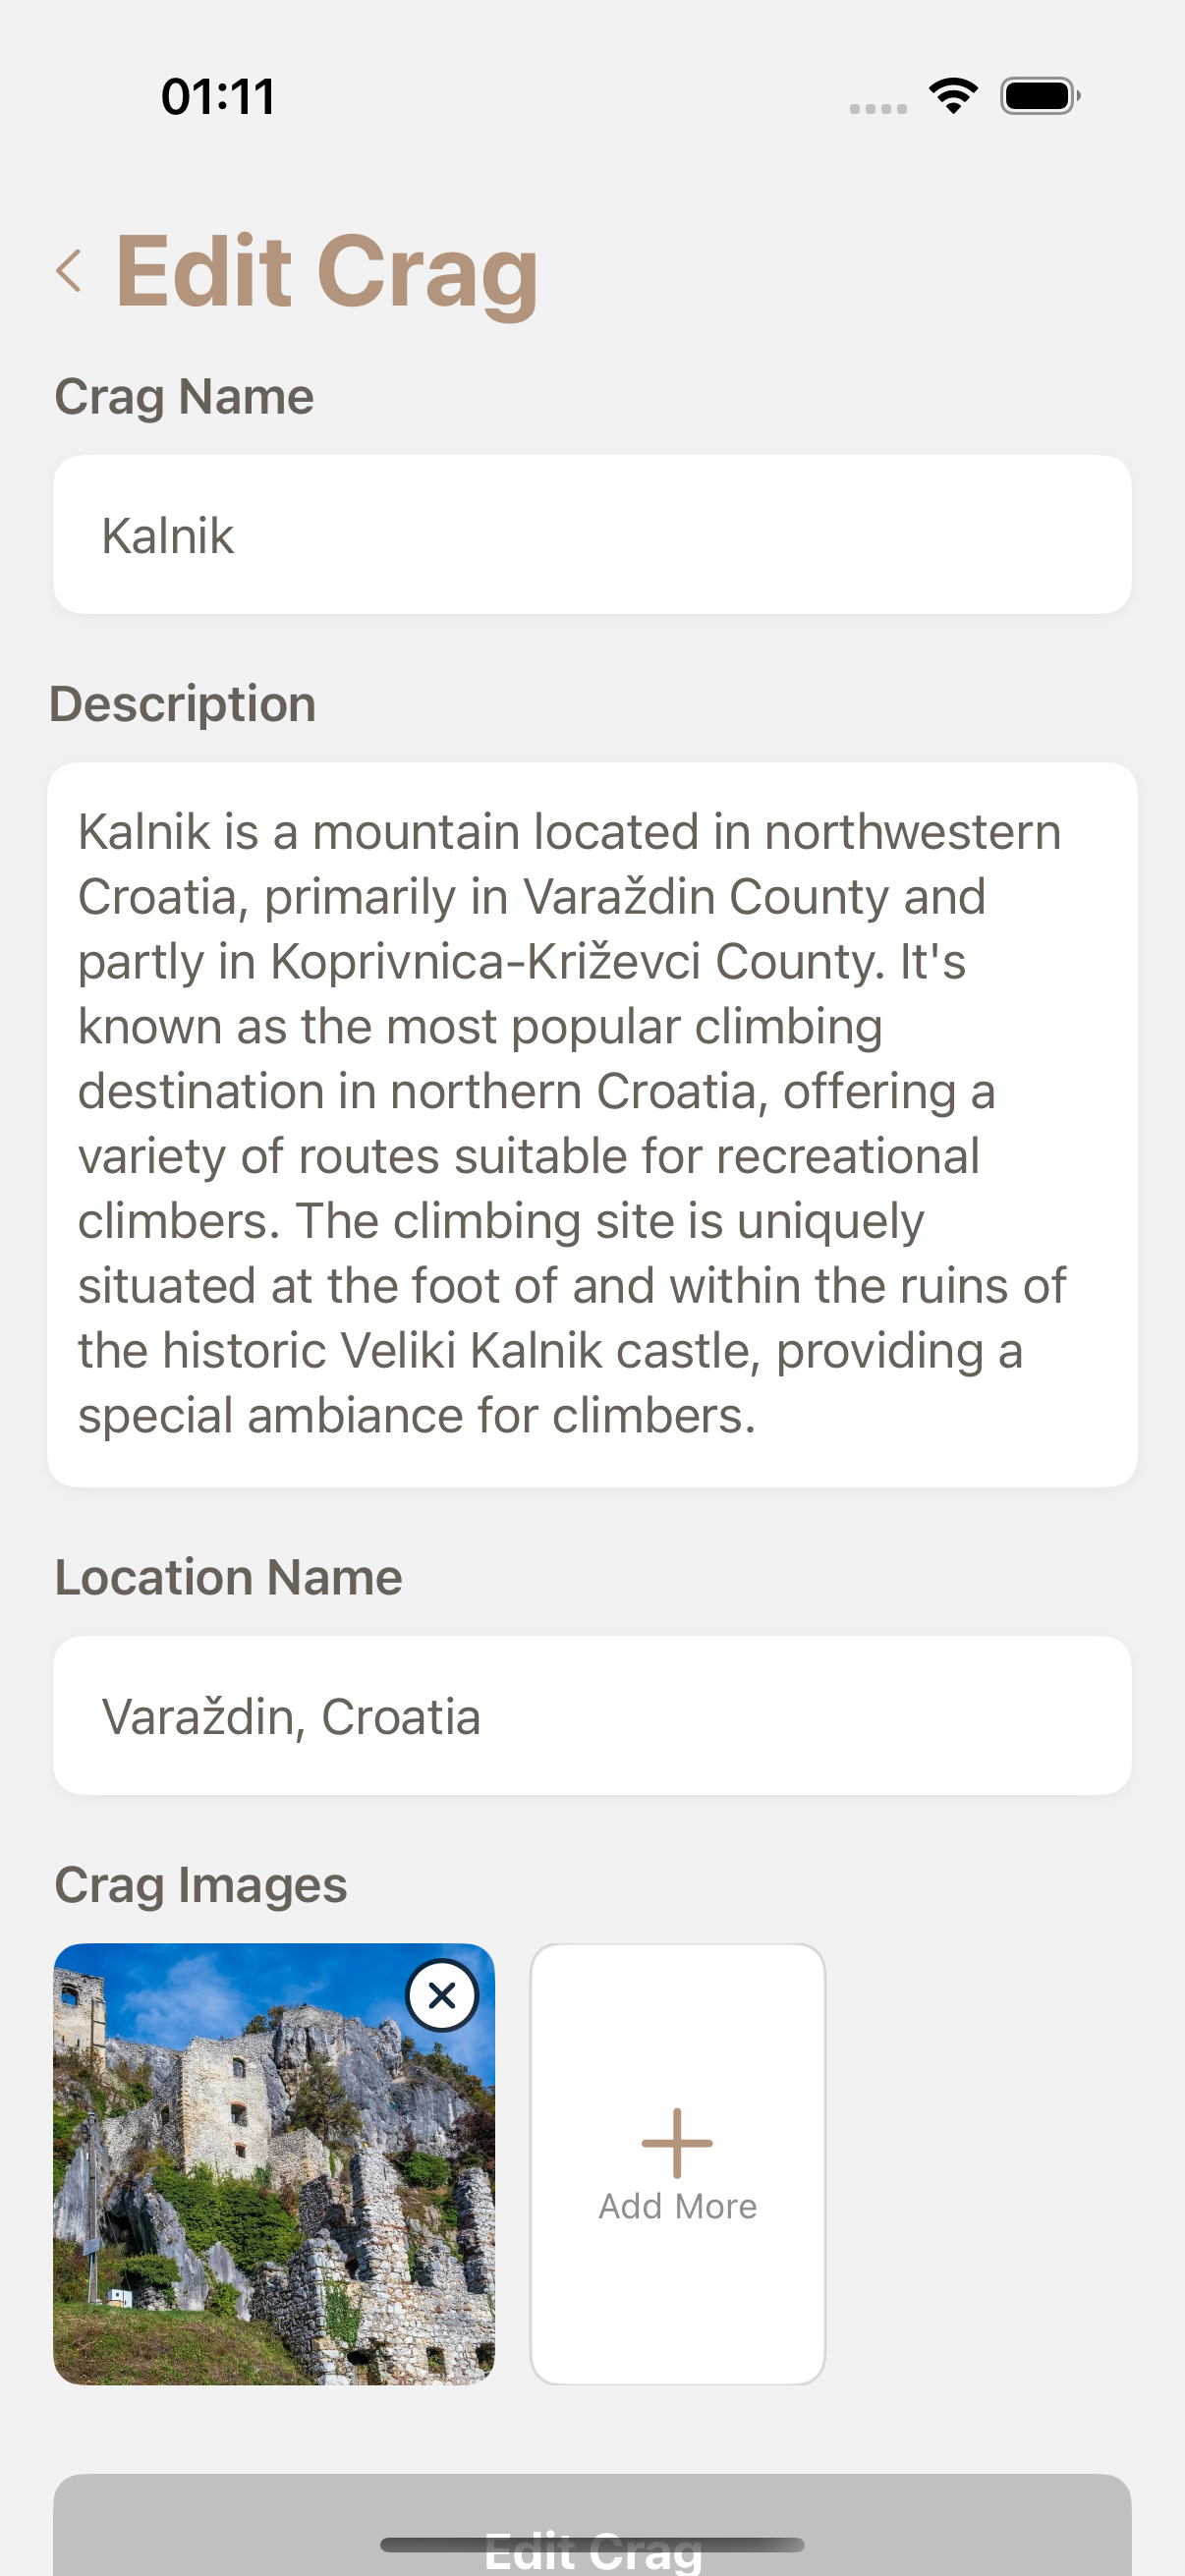 01:11
Edit Crag
Crag Name
Kalnik
Description
Kalnik is a mountain located in northwestern
Croatia, primarily in Varaždin County and
partly in Koprivnica-Križevci County. It's
known as the most popular climbing
destination in northern Croatia, offering a
variety of routes suitable for recreational
climbers. The climbing site is uniquely
situated at the foot of and within the ruins of
the historic Veliki Kalnik castle, providing a
special ambiance for climbers.
Location Name
Varaždin, Croatia
Crag Images
Add More
Edit Crag